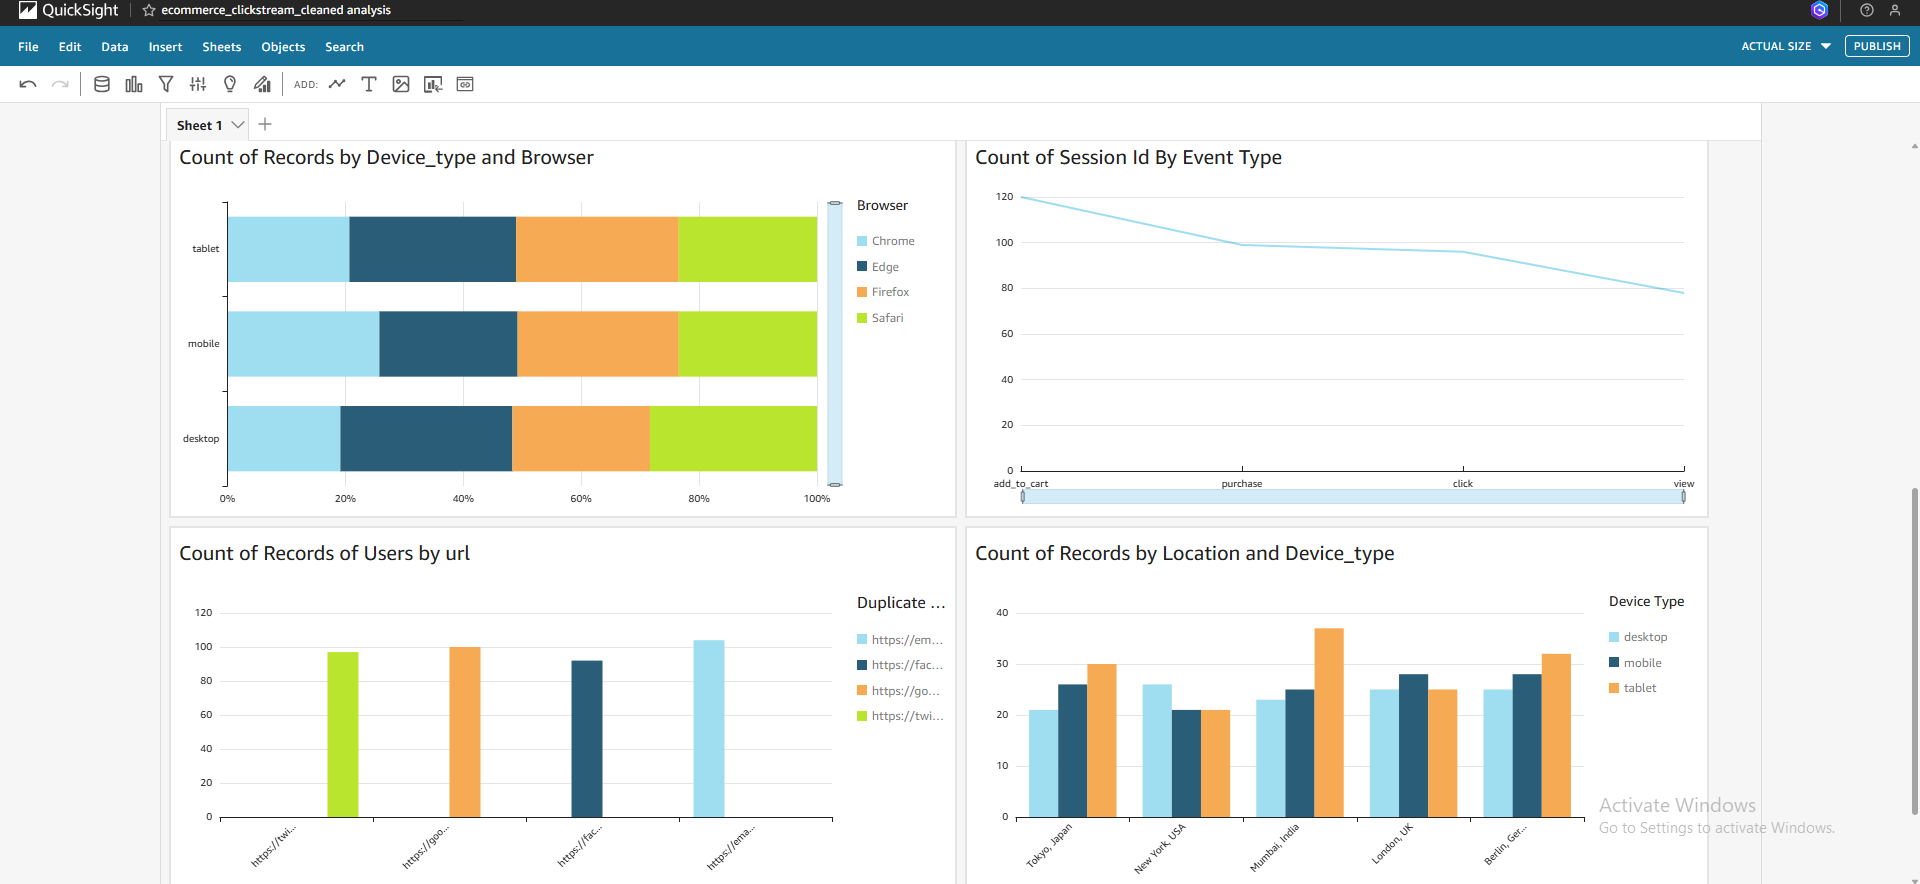 QuickSight
ecommerce_clickstream_cleaned analysis
File Edit Data Insert Sheets Objects Search
ACTUAL SIZE
PUBLISH
ADD:
Sheet 1
Count of Records by Device_type and Browser
tablet
mobile
desktop
0% 20% 40% 60% 80% 100%
Browser
Chrome
Edge
Firefox
Safari
Count of Session Id By Event Type
120
100
80
60
40
20
0
add_to_cart purchase click view
Count of Records of Users by url
120
100
80
60
40
20
0
https://twi...
https://goo...
https://fac...
https://ema...
Duplicate ...
https://em...
https://fac...
https://go...
https://twi...
Count of Records by Location and Device_type
40
30
20
10
0
Tokyo, Japan
New York, USA
Mumbai, India
London, UK
Berlin, Ger...
Device Type
desktop
mobile
tablet
Activate Windows
Go to Settings to activate Windows.